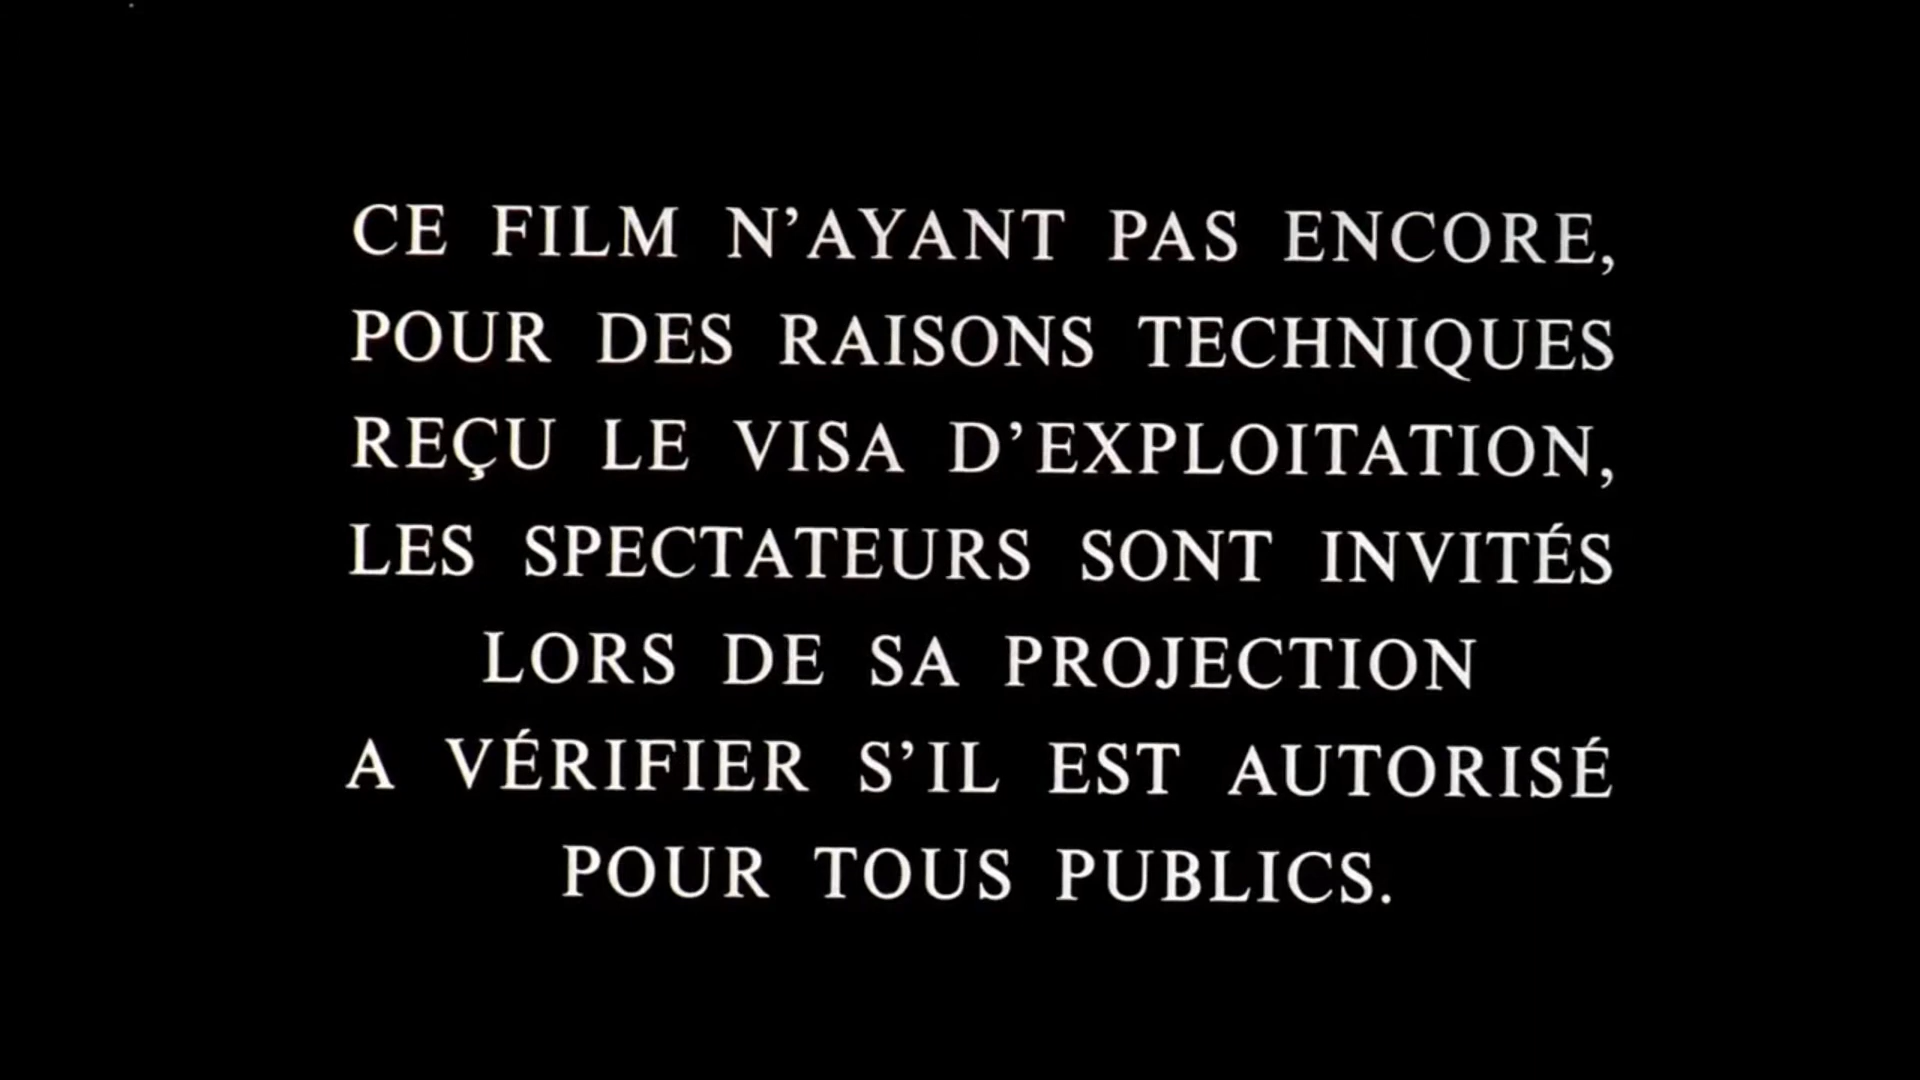 CE FILM N’AYANT PAS ENCORE,
POUR DES RAISONS TECHNIQUES
REÇU LE VISA D’EXPLOITATION,
LES SPECTATEURS SONT INVITÉS
LORS DE SA PROJECTION
A VÉRIFIER S’IL EST AUTORISÉ
POUR TOUS PUBLICS.